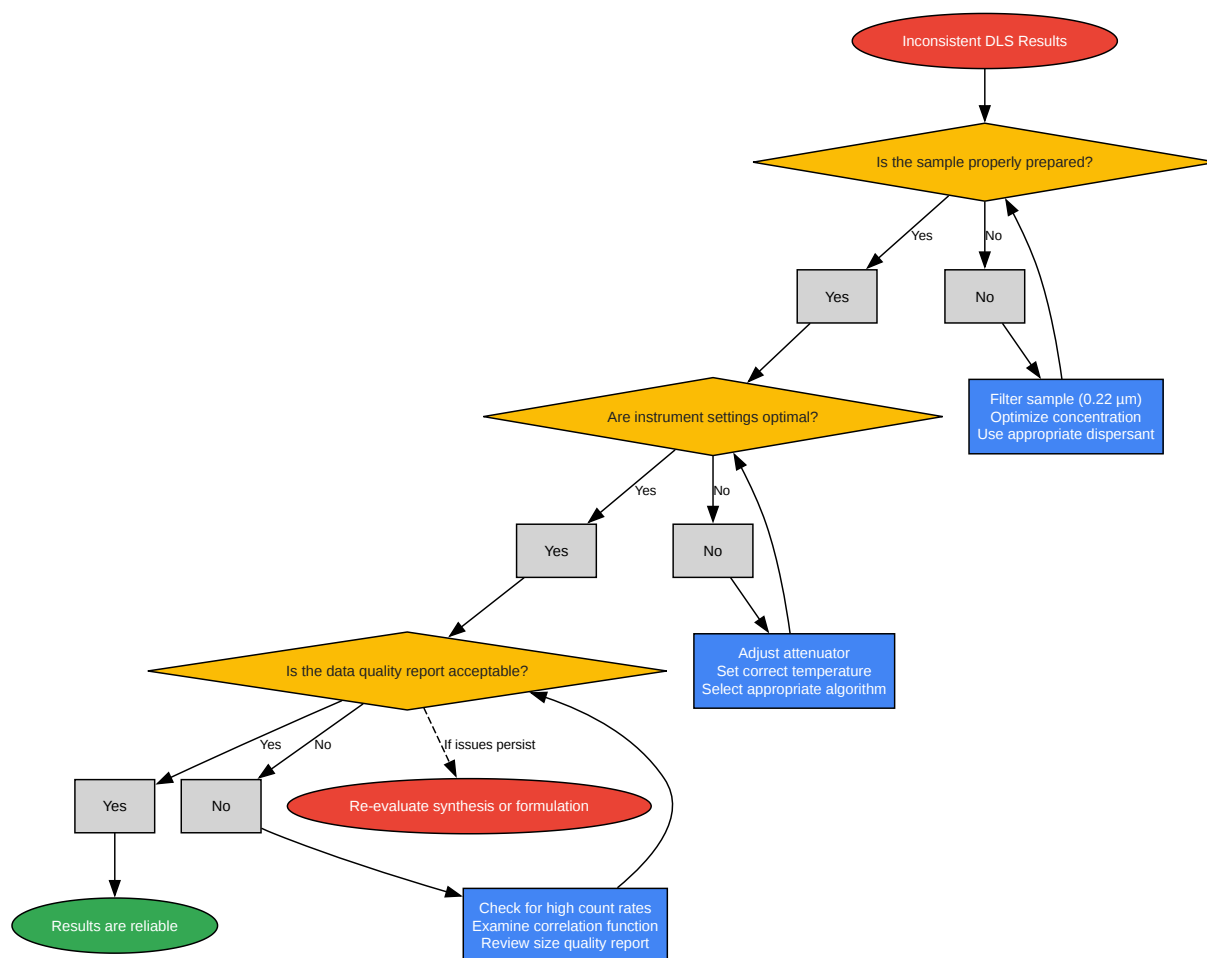 Inconsistent DLS Results
Is the sample properly prepared?
Yes
No
Yes
No
Filter sample (0.22 µm)
Optimize concentration
Use appropriate dispersant
Are instrument settings optimal?
Yes
No
Yes
No
Adjust attenuator
Set correct temperature
Select appropriate algorithm
Is the data quality report acceptable?
Yes
No
If issues persist
Yes
No
Re-evaluate synthesis or formulation
Check for high count rates
Examine correlation function
Review size quality report
Results are reliable